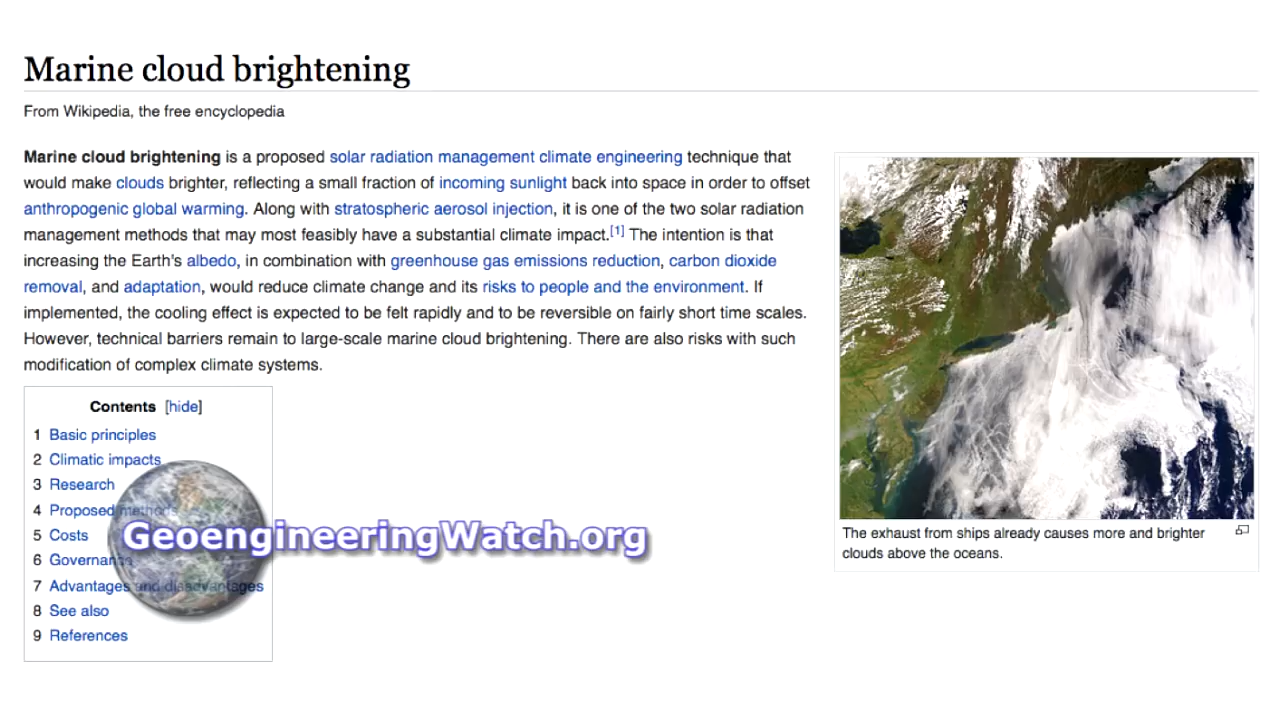 Marine cloud brightening
From Wikipedia, the free encyclopedia
Marine cloud brightening is a proposed solar radiation management climate engineering technique that
would make clouds brighter, reflecting a small fraction of incoming sunlight back into space in order to offset
anthropogenic global warming. Along with stratospheric aerosol injection, it is one of the two solar radiation
management methods that may most feasibly have a substantial climate impact.[1] The intention is that
increasing the Earth's albedo, in combination with greenhouse gas emissions reduction, carbon dioxide
removal, and adaptation, would reduce climate change and its risks to people and the environment. If
implemented, the cooling effect is expected to be felt rapidly and to be reversible on fairly short time scales.
However, technical barriers remain to large-scale marine cloud brightening. There are also risks with such
modification of complex climate systems.
Contents [hide]
1 Basic principles
2 Climatic impacts
3 Research
4 Proposed methods
5 Costs
6 Governance
7 Advantages and disadvantages
8 See also
9 References
GeoengineeringWatch.org
The exhaust from ships already causes more and brighter
clouds above the oceans.